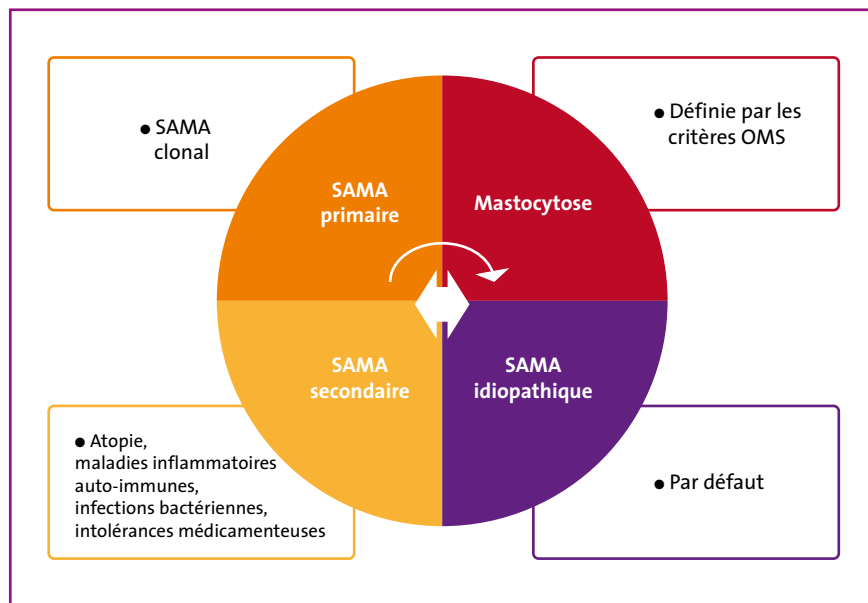 ● SAMA
clonal
● Définie par les
critères OMS
SAMA
primaire
Mastocytose
SAMA
secondaire
SAMA
idiopathique
● Atopie,
maladies inflammatoires
auto-immunes,
infections bactériennes,
intolérances médicamenteuses
● Par défaut